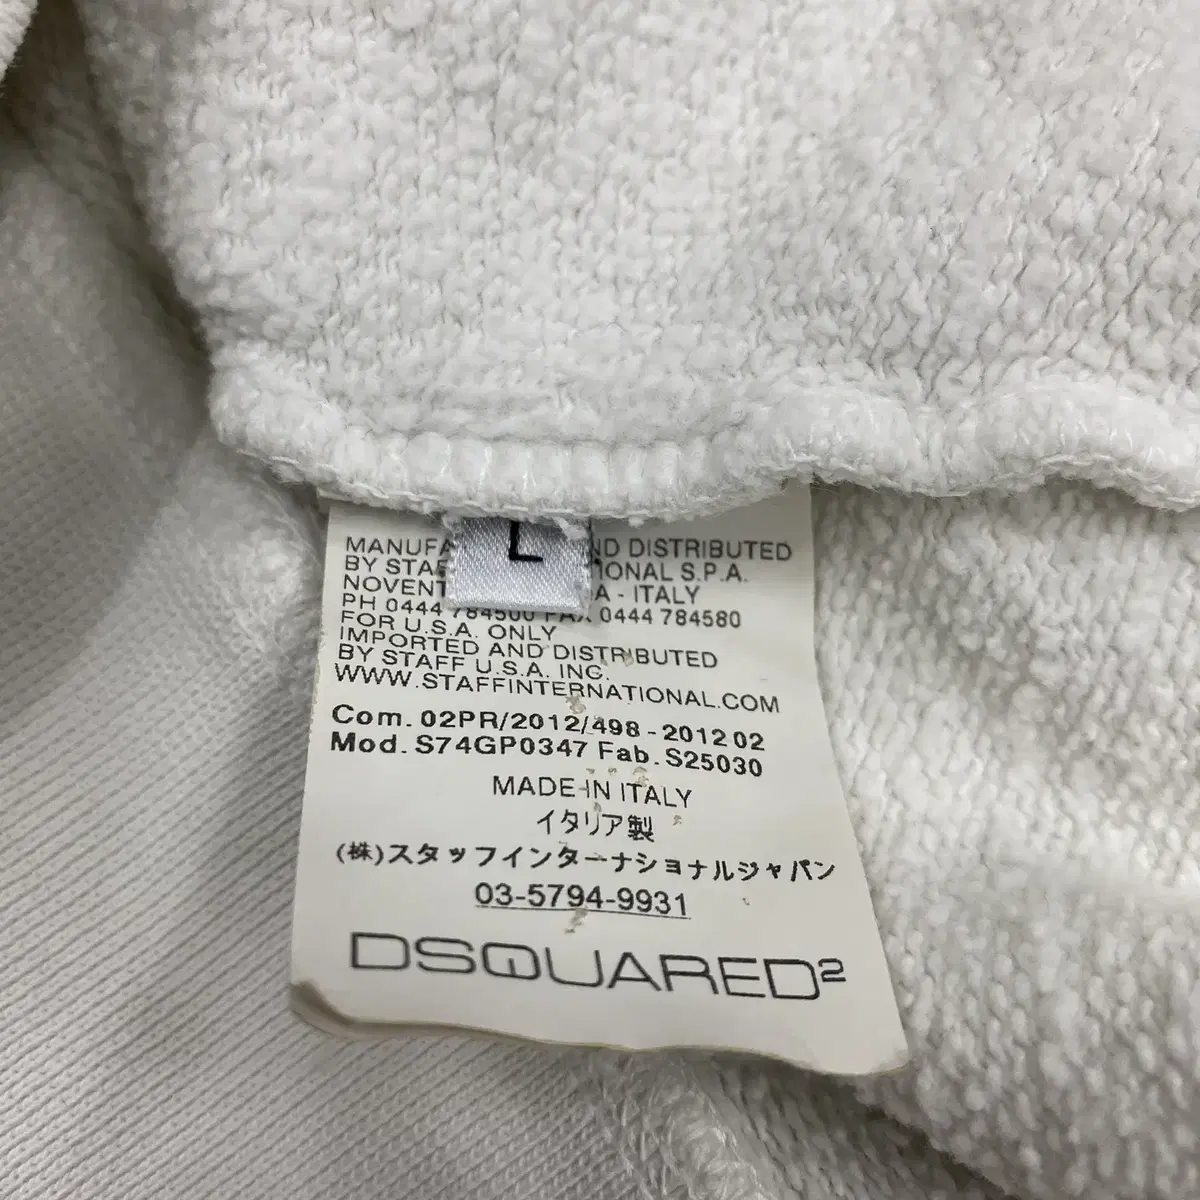 L
MANUFA ND DISTRIBUTED
BY STAF IONAL S.P.A.
NOVENT A - ITALY
PH 0444 784500 FAX 0444 784580
FOR U.S.A. ONLY
IMPORTED AND DISTRIBUTED
BY STAFF U.S.A. INC.
WWW.STAFFINTERNATIONAL.COM
Com. 02PR/2012/498 - 2012 02
Mod. S74GP0347 Fab. S25030
MADE IN ITALY
イタリア製
(株)スタッフインターナショナルジャパン
03-5794-9931
DSQUARED2